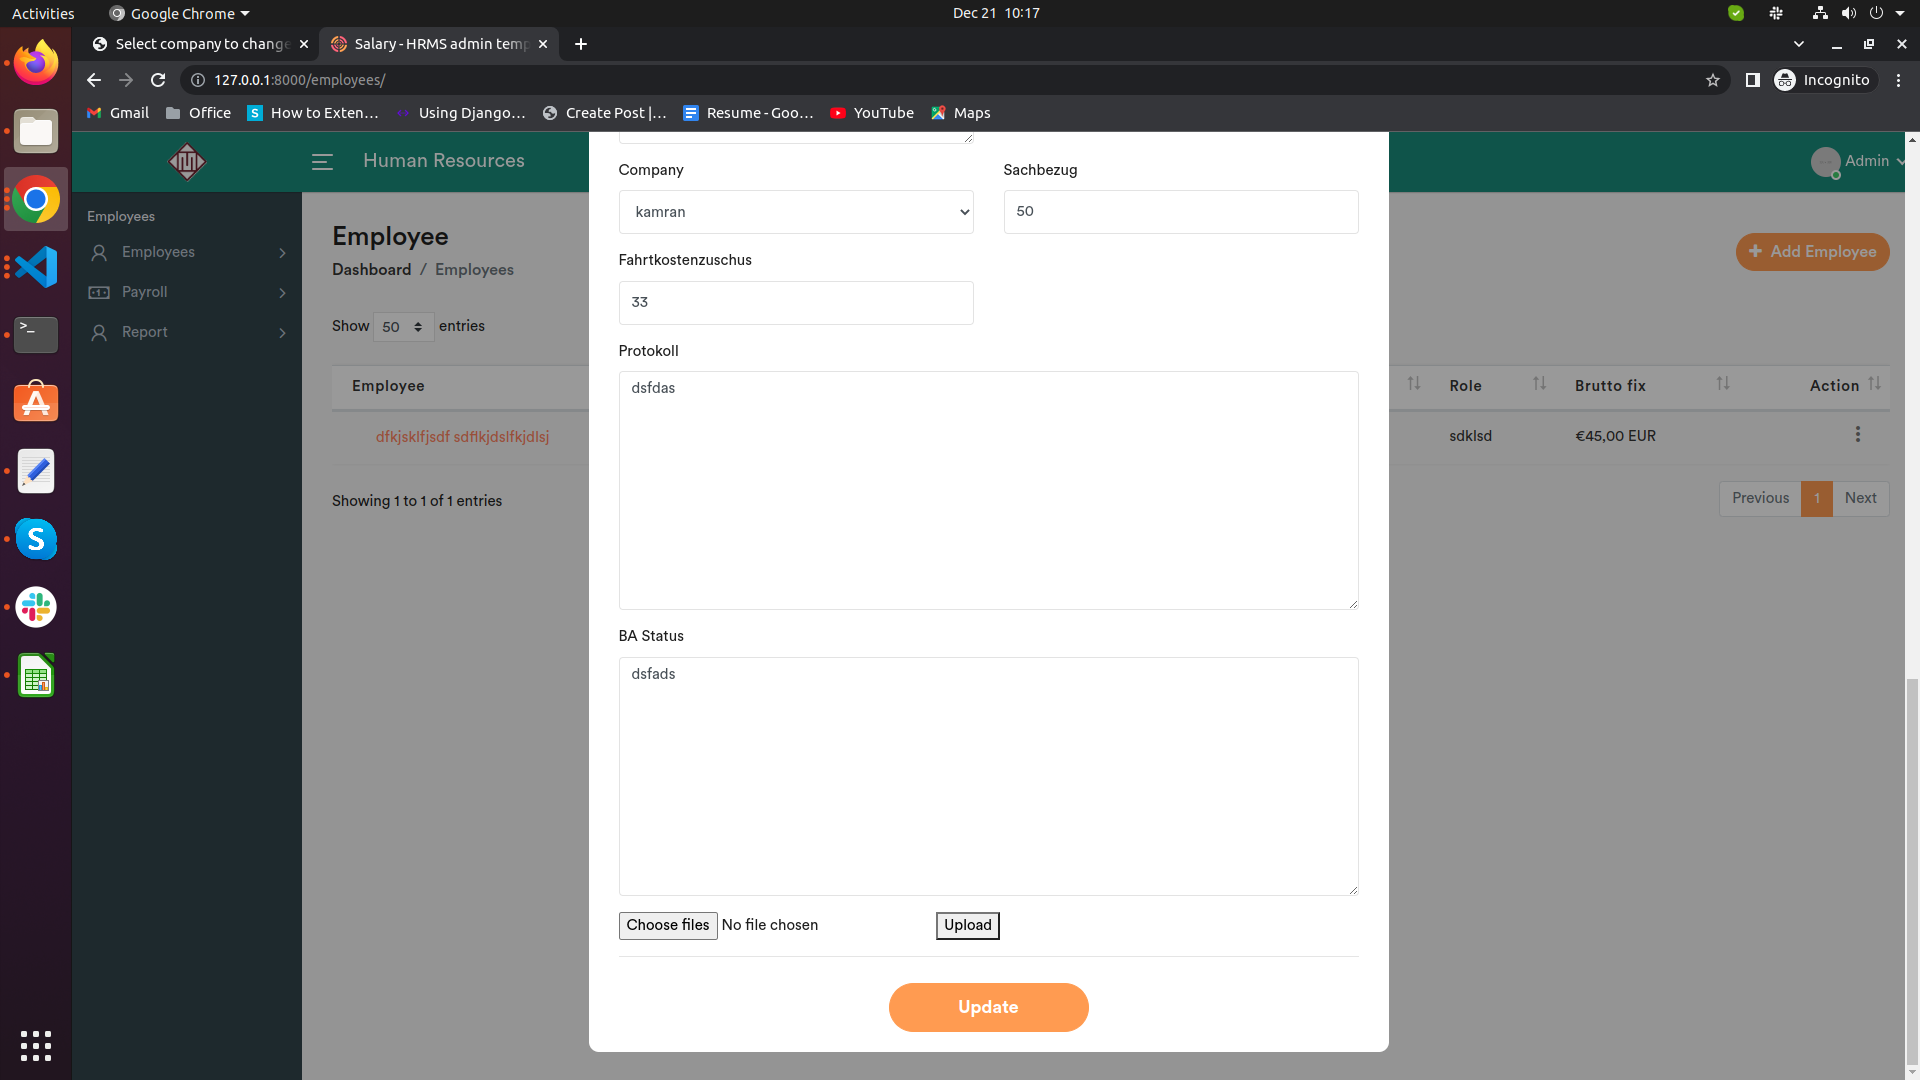 Activities
Google Chrome
Dec 21 10:17
Select company to change
Salary - HRMS admin temp
127.0.0.1:8000/employees/
Incognito
Gmail
Office
How to Exten...
Using Django...
Create Post |...
Resume - Goo...
YouTube
Maps
Human Resources
Admin
Employees
Employees
Payroll
Report
Employee
Dashboard / Employees
Add Employee
Show 50 entries
Employee
Role
Brutto fix
Action
dfkjsklfjsdf sdflkjdslfkjdlsj
sdklsd
€45,00 EUR
Showing 1 to 1 of 1 entries
Previous
1
Next
Company
Sachbezug
kamran
50
Fahrtkostenzuschus
33
Protokoll
dsfdas
BA Status
dsfads
Choose files No file chosen
Upload
Update